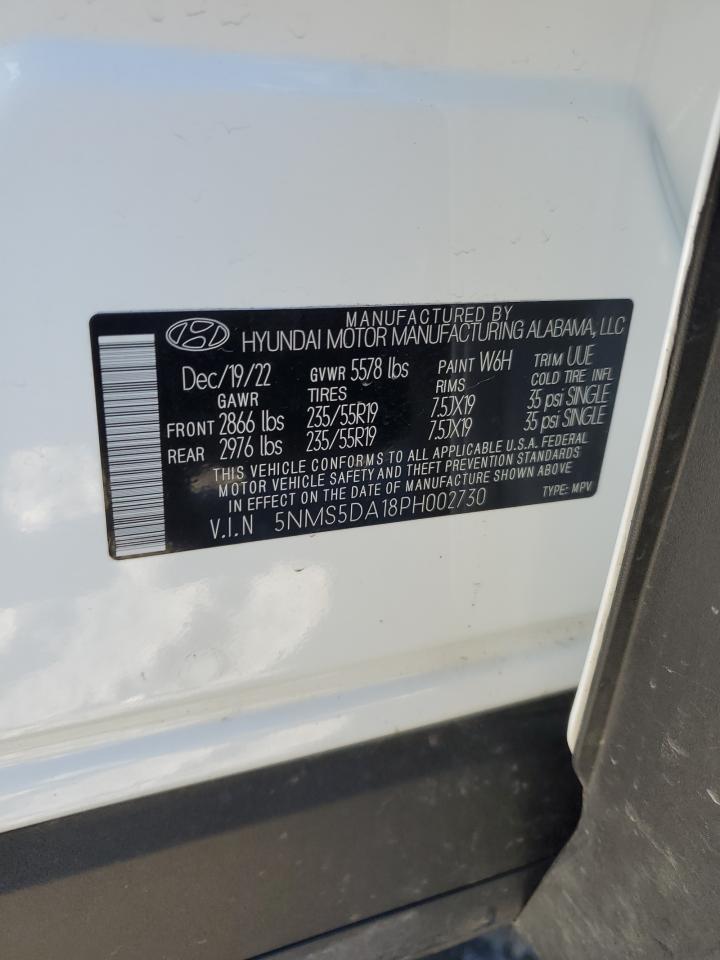 MANUFACTURED BY
HYUNDAI MOTOR MANUFACTURING ALABAMA, LLC
Dec/19/22 GVWR 5578 lbs PAINT W6H TRIM UUE
GAWR TIRES RIMS COLD TIRE INFL
FRONT 2866 lbs 235/55R19 7.5JX19 35 psi SINGLE
REAR 2976 lbs 235/55R19 7.5JX19 35 psi SINGLE
THIS VEHICLE CONFORMS TO ALL APPLICABLE U.S.A. FEDERAL
MOTOR VEHICLE SAFETY AND THEFT PREVENTION STANDARDS
IN EFFECT ON THE DATE OF MANUFACTURE SHOWN ABOVE
V.I.N 5NMS5DA18PH002730 TYPE: MPV